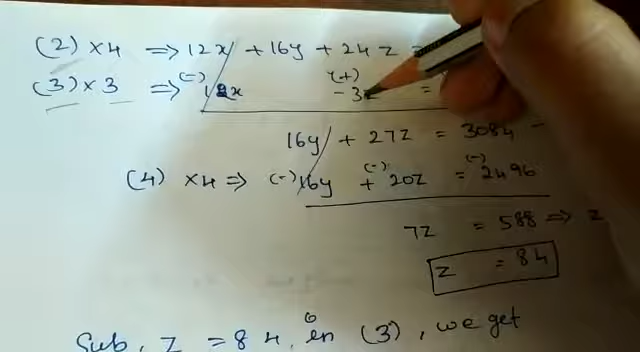 (2) ×4 ⇒ 12x + 16y + 24z
(3) ×3 ⇒ (-) 12x (+) - 3 =
16y + 27z = 3084
(4) ×4 ⇒ (-) 16y (-) + 20z (-) = 2496
7z = 588 ⇒ z
z = 84
Sub, z = 84 in (3), we get